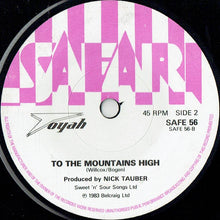 SAFARI
Toyah
45 RPM SIDE 2
SAFE 56
SAFE 56-B
TO THE MOUNTAINS HIGH
(Willcox/Bogan)
Produced by NICK TAUBER
Sweet 'n' Sour Songs Ltd
℗ 1983 Belcraig Ltd